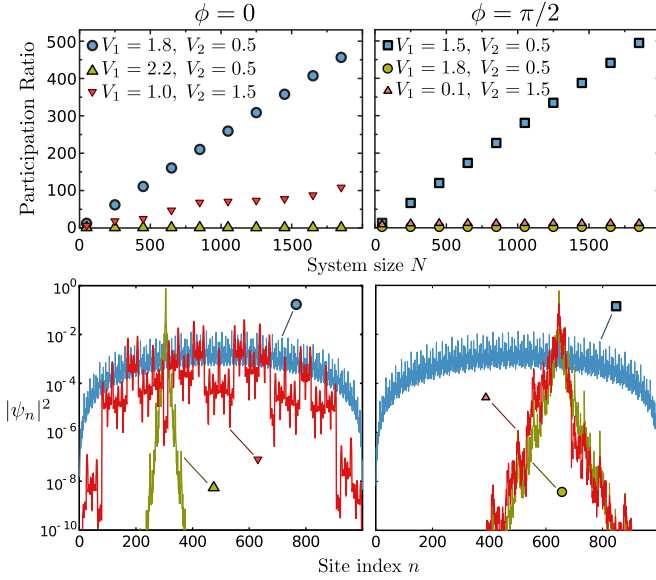 ϕ = 0
ϕ = π/2
Participation Ratio
500
400
300
200
100
0
V₁ = 1.8, V₂ = 0.5
V₁ = 2.2, V₂ = 0.5
V₁ = 1.0, V₂ = 1.5
V₁ = 1.5, V₂ = 0.5
V₁ = 1.8, V₂ = 0.5
V₁ = 0.1, V₂ = 1.5
0 500 1000 1500
500 1000 1500
System size N
|ψₙ|²
10⁰
10⁻²
10⁻⁴
10⁻⁶
10⁻⁸
10⁻¹⁰
0 200 400 600 800
0 200 400 600 800
Site index n